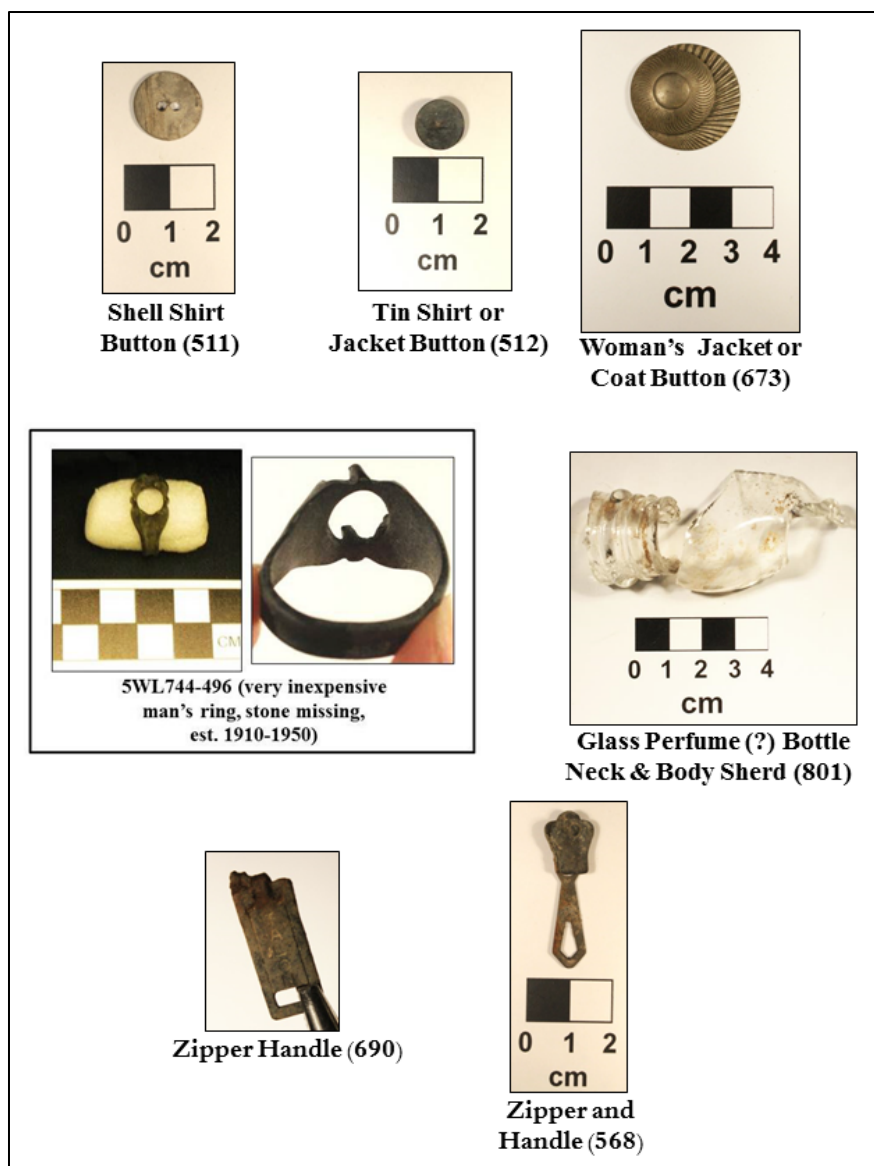 0 1 2
cm
Shell Shirt
Button (511)
0 1 2
cm
Tin Shirt or
Jacket Button (512)
0 1 2 3 4
cm
Woman's Jacket or
Coat Button (673)
CM
5WL744-496 (very inexpensive
man's ring, stone missing,
est. 1910-1950)
0 1 2 3 4
cm
Glass Perfume (?) Bottle
Neck & Body Sherd (801)
Zipper Handle (690)
0 1 2
cm
Zipper and
Handle (568)